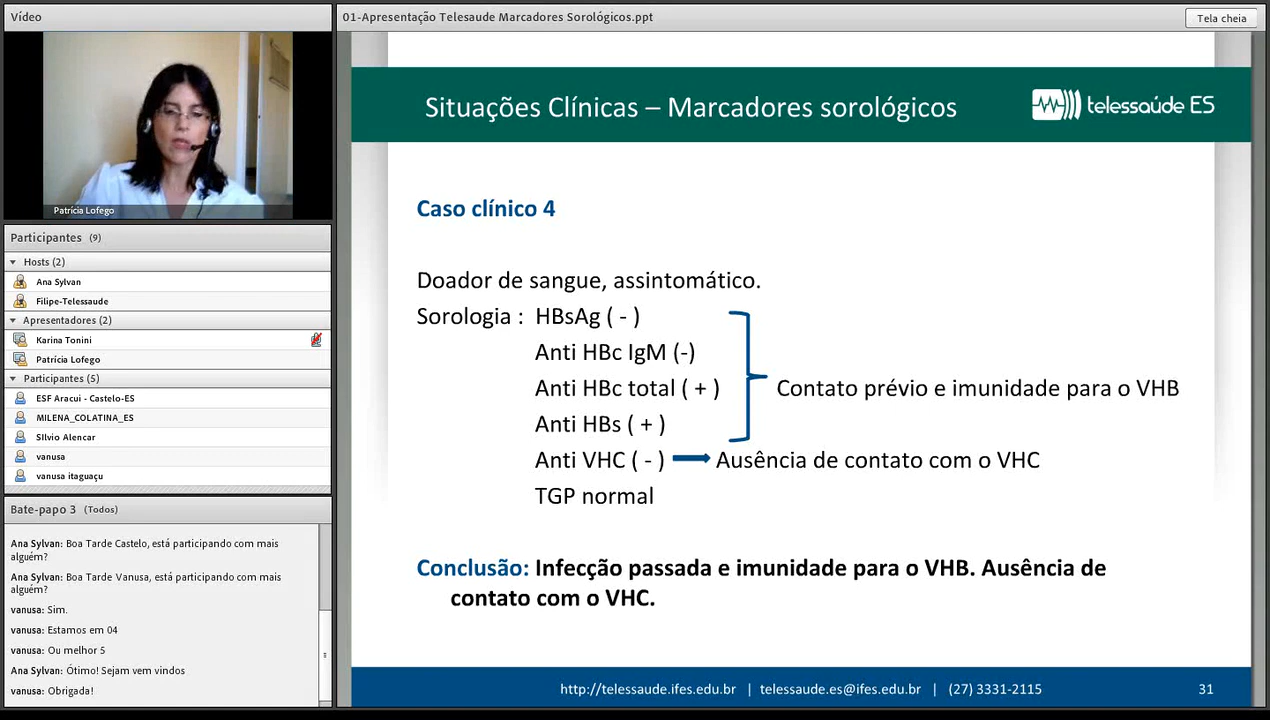 Vídeo
Patrícia Lofego
Participantes (9)
Hosts (2)
Ana Sylvan
Filipe-Telessaude
Apresentadores (2)
Karina Tonini
Patrícia Lofego
Participantes (5)
ESF Aracui - Castelo-ES
MILENA_COLATINA_ES
SIlvio Alencar
vanusa
vanusa itaguaçu
Bate-papo 3 (Todos)
Ana Sylvan: Boa Tarde Castelo, está participando com mais
alguém?
Ana Sylvan: Boa Tarde Vanusa, está participando com mais
alguém?
vanusa: Sim.
vanusa: Estamos em 04
vanusa: Ou melhor 5
Ana Sylvan: Ótimo! Sejam vem vindos
vanusa: Obrigada!
01-Apresentação Telesaude Marcadores Sorológicos.ppt
Tela cheia
Situações Clínicas – Marcadores sorológicos
telessaúde ES
Caso clínico 4
Doador de sangue, assintomático.
Sorologia : HBsAg ( - )
Anti HBc IgM (-)
Anti HBc total ( + ) Contato prévio e imunidade para o VHB
Anti HBs ( + )
Anti VHC ( - ) Ausência de contato com o VHC
TGP normal
Conclusão: Infecção passada e imunidade para o VHB. Ausência de
contato com o VHC.
http://telessaude.ifes.edu.br | telessaude.es@ifes.edu.br | (27) 3331-2115 31